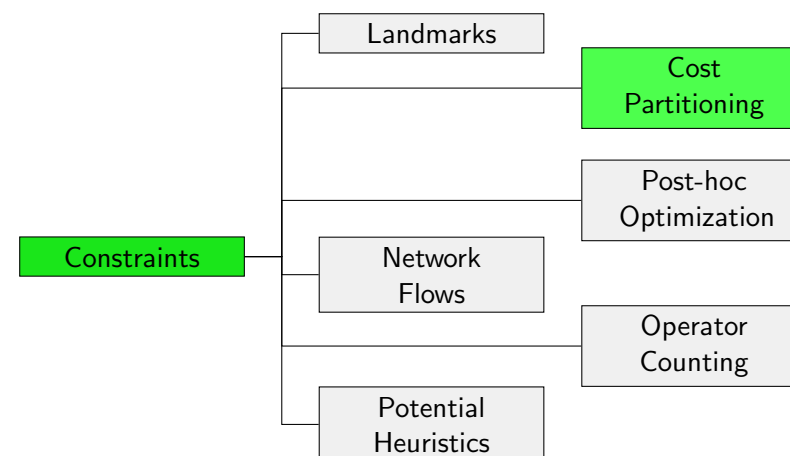 Landmarks
Cost
Partitioning
Post-hoc
Optimization
Constraints
Network
Flows
Operator
Counting
Potential
Heuristics